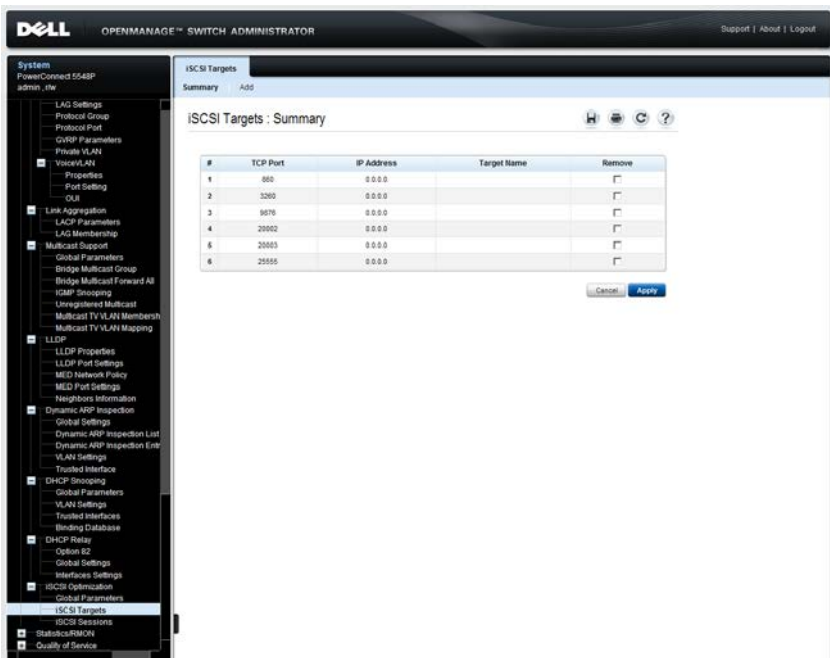 DELL
OPENMANAGE™ SWITCH ADMINISTRATOR
Support | About | Logout
System
PowerConnect 5548P
admin , r/w
LAG Settings
Protocol Group
Protocol Port
GVRP Parameters
Private VLAN
VoiceVLAN
Properties
Port Setting
OUI
Link Aggregation
LACP Parameters
LAG Membership
Multicast Support
Global Parameters
Bridge Multicast Group
Bridge Multicast Forward All
IGMP Snooping
Unregistered Multicast
Multicast TV VLAN Membersh
Multicast TV VLAN Mapping
LLDP
LLDP Properties
LLDP Port Settings
MED Network Policy
MED Port Settings
Neighbors Information
Dynamic ARP Inspection
Global Settings
Dynamic ARP Inspection List
Dynamic ARP Inspection Entr
VLAN Settings
Trusted Interface
DHCP Snooping
Global Parameters
VLAN Settings
Trusted Interfaces
Binding Database
DHCP Relay
Option 82
Global Settings
Interfaces Settings
iSCSI Optimization
Global Parameters
iSCSI Targets
iSCSI Sessions
Statistics/RMON
Quality of Service
iSCSI Targets
Summary Add
iSCSI Targets : Summary
# TCP Port IP Address Target Name Remove
1 860 0.0.0.0
2 3260 0.0.0.0
3 9876 0.0.0.0
4 20002 0.0.0.0
5 20003 0.0.0.0
6 25555 0.0.0.0
Cancel Apply